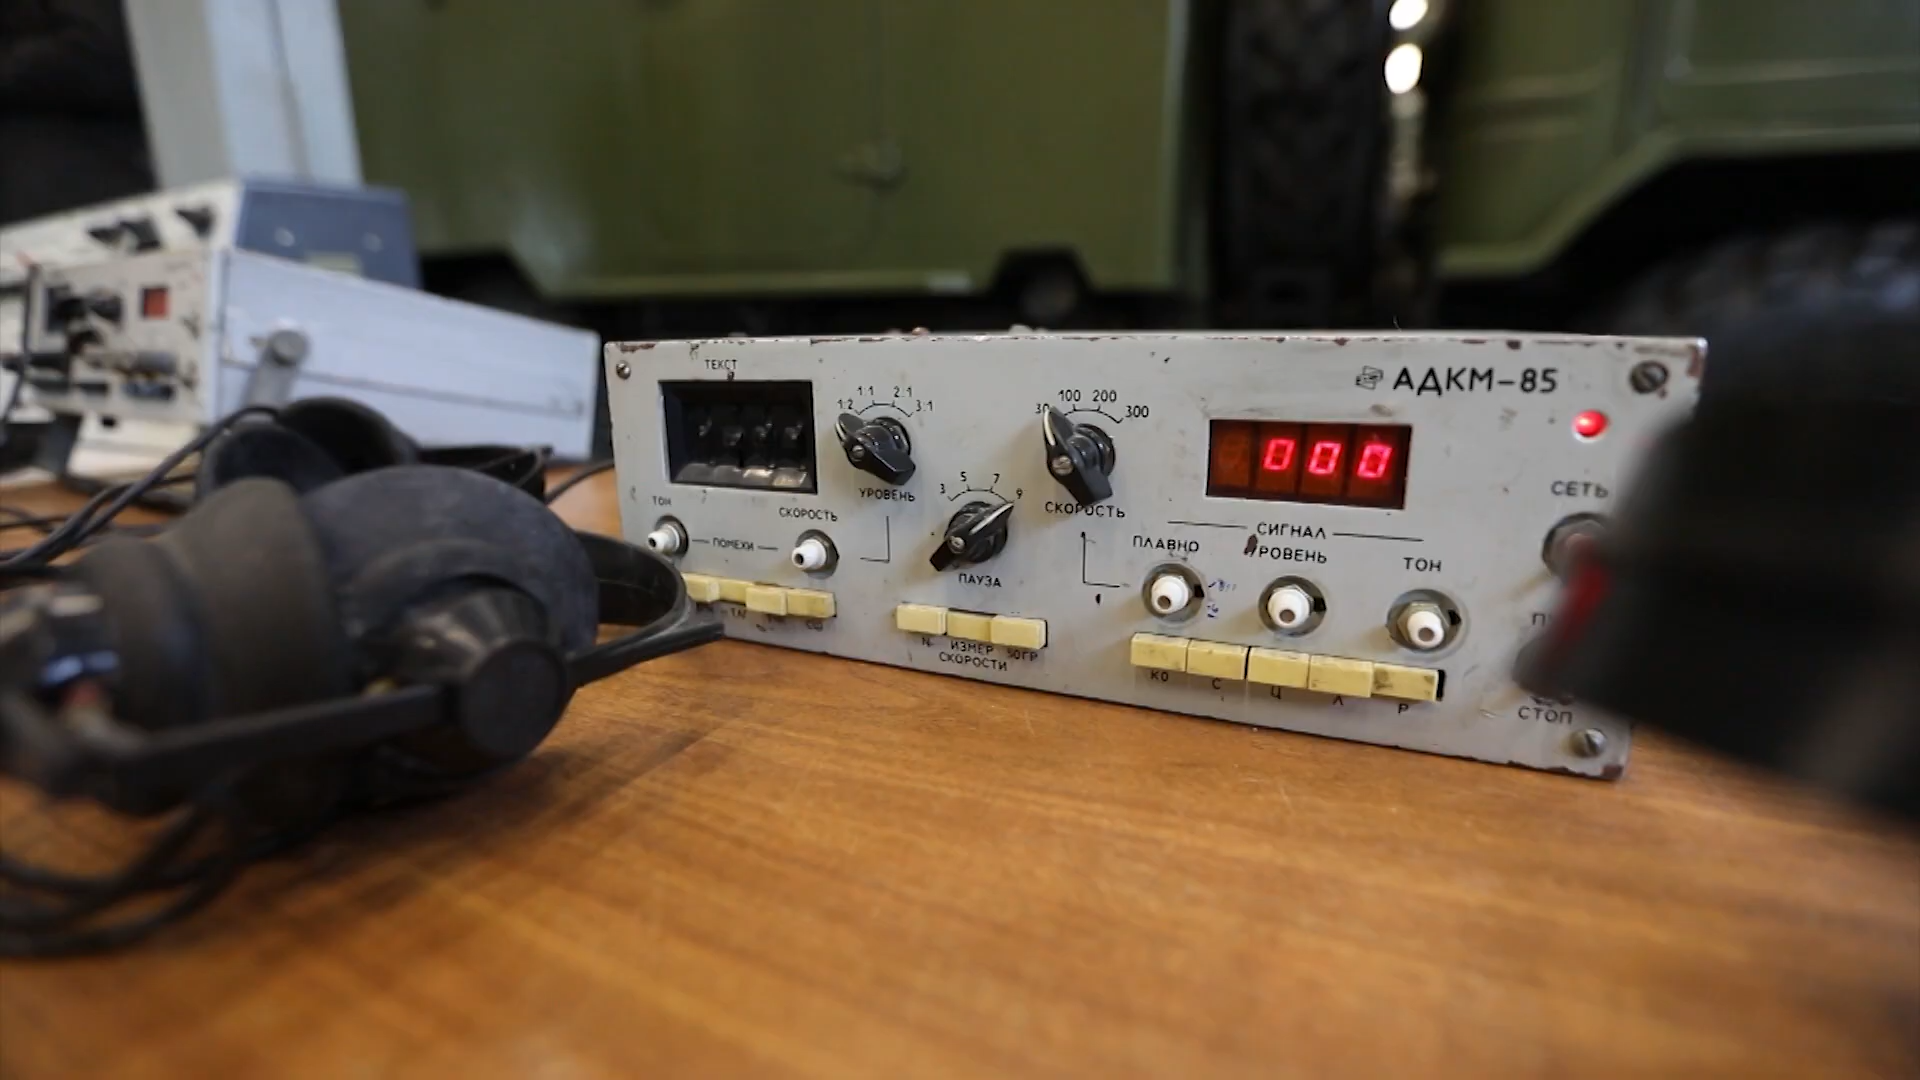 ТЕКСТ
1:2 1:1 2:1 3:1
УРОВЕНЬ
ТОН
ПОМЕХИ
СКОРОСТЬ
3 5 7 9
ПАУЗА
30 100 200 300
СКОРОСТЬ
АДКМ-85
000
СЕТЬ
СИГНАЛ
ПЛАВНО
УРОВЕНЬ
ТОН
ИЗМЕР
СКОРОСТИ
50ГР
КО С Ц Л Р
СТОП